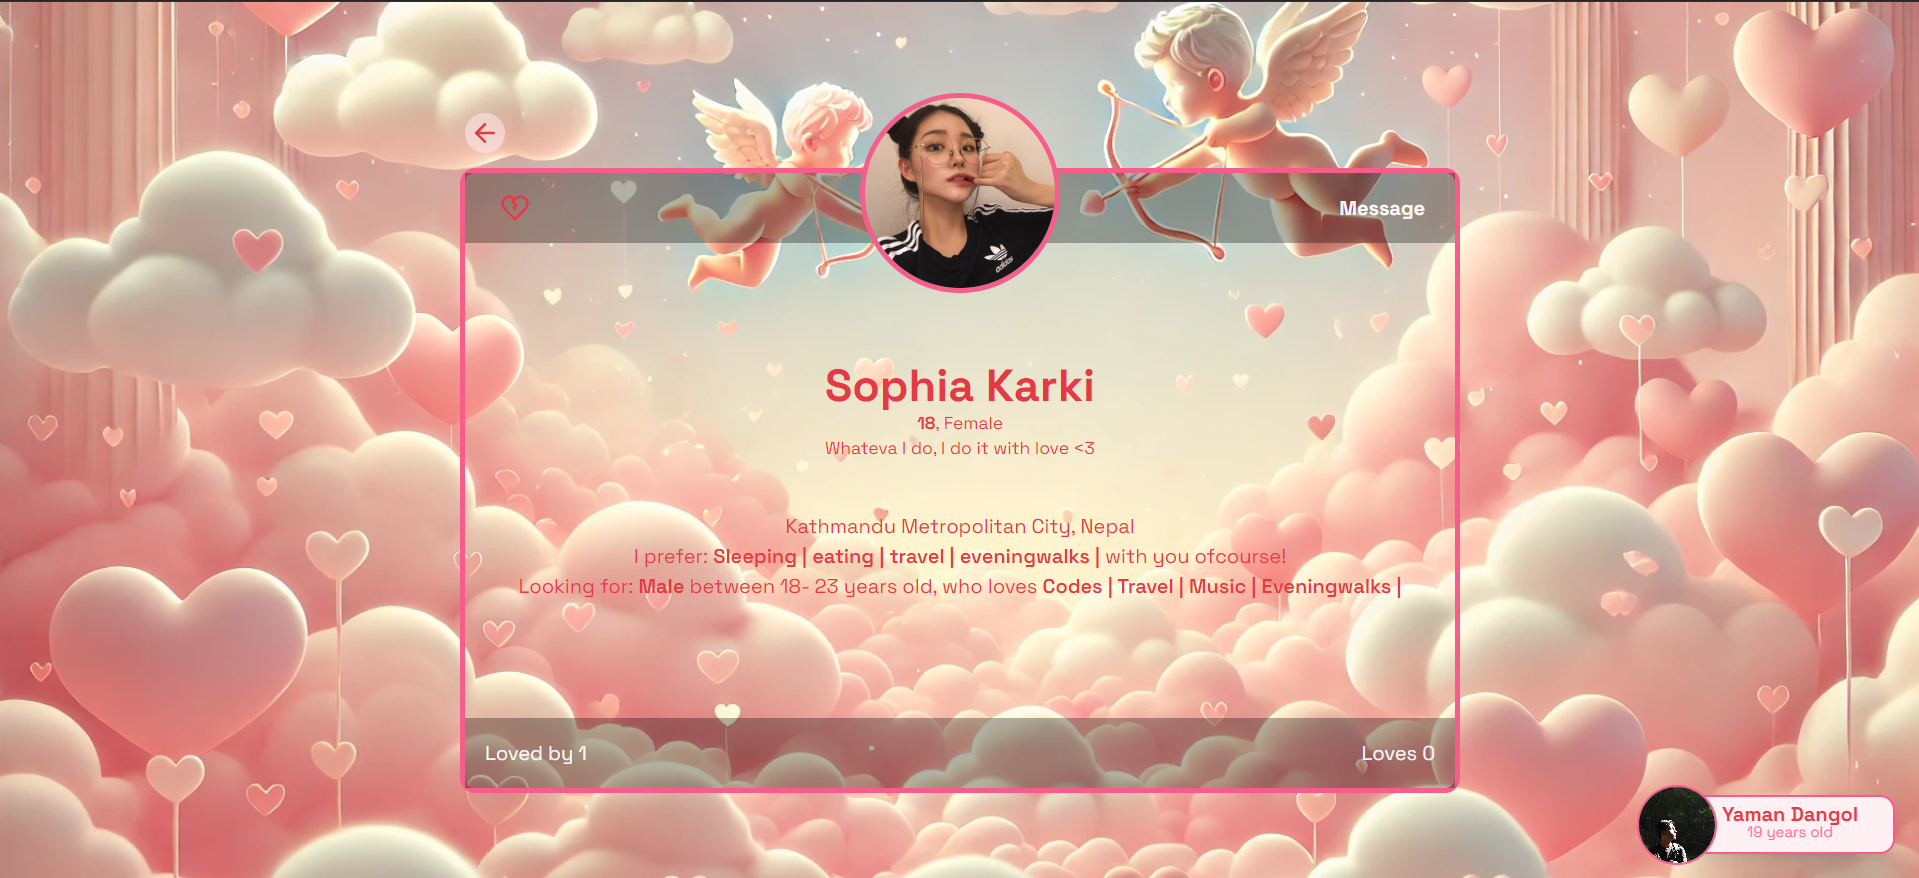 Message
adidas
Sophia Karki
18, Female
Whateva I do, I do it with love <3
Kathmandu Metropolitan City, Nepal
I prefer: Sleeping | eating | travel | eveningwalks | with you ofcourse!
Looking for: Male between 18- 23 years old, who loves Codes | Travel | Music | Eveningwalks |
Loved by 1
Loves 0
Yaman Dangol
19 years old